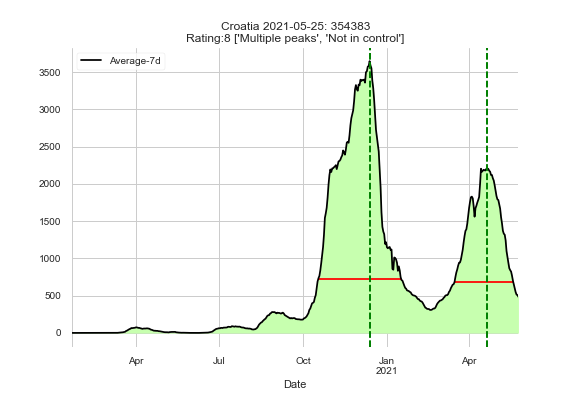 Croatia 2021-05-25: 354383
Rating:8 ['Multiple peaks', 'Not in control']
Average-7d
3500
3000
2500
2000
1500
1000
500
0
Apr
Jul
Oct
Jan
2021
Apr
Date